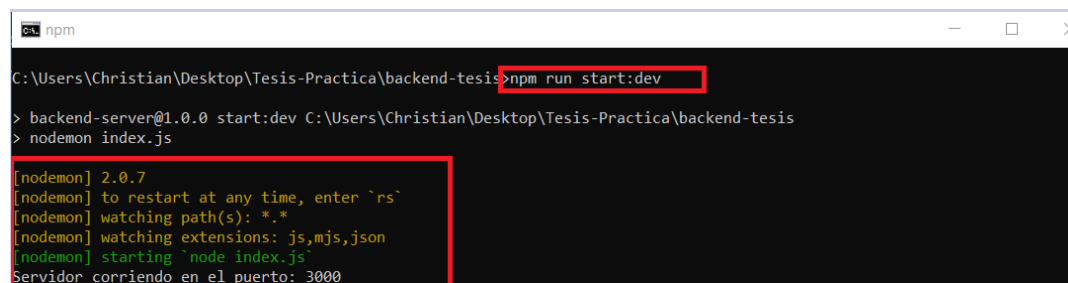 npm
C:\Users\Christian\Desktop\Tesis-Practica\backend-tesis>npm run start:dev
> backend-server@1.0.0 start:dev C:\Users\Christian\Desktop\Tesis-Practica\backend-tesis
> nodemon index.js
[nodemon] 2.0.7
[nodemon] to restart at any time, enter `rs`
[nodemon] watching path(s): *.*
[nodemon] watching extensions: js,mjs,json
[nodemon] starting `node index.js`
Servidor corriendo en el puerto: 3000